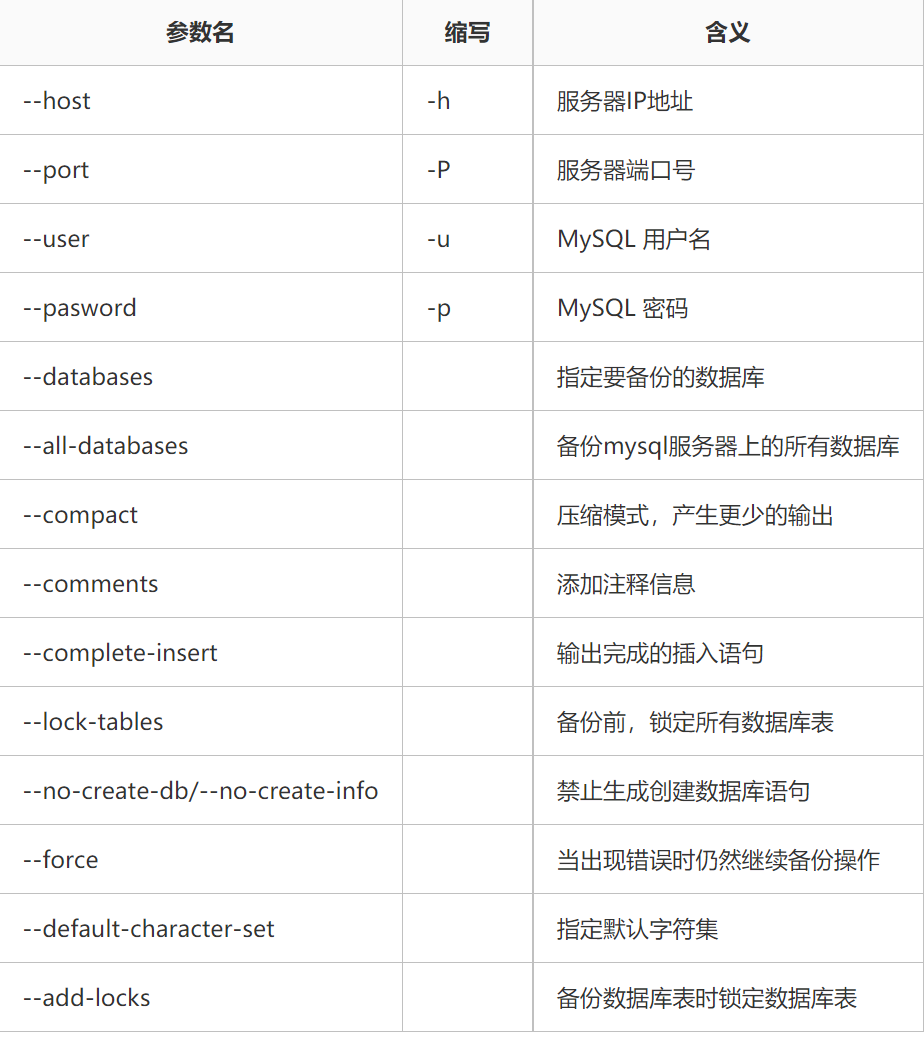 参数名 缩写 含义
--host -h 服务器IP地址
--port -P 服务器端口号
--user -u MySQL 用户名
--pasword -p MySQL 密码
--databases 指定要备份的数据库
--all-databases 备份mysql服务器上的所有数据库
--compact 压缩模式，产生更少的输出
--comments 添加注释信息
--complete-insert 输出完成的插入语句
--lock-tables 备份前，锁定所有数据库表
--no-create-db/--no-create-info 禁止生成创建数据库语句
--force 当出现错误时仍然继续备份操作
--default-character-set 指定默认字符集
--add-locks 备份数据库表时锁定数据库表